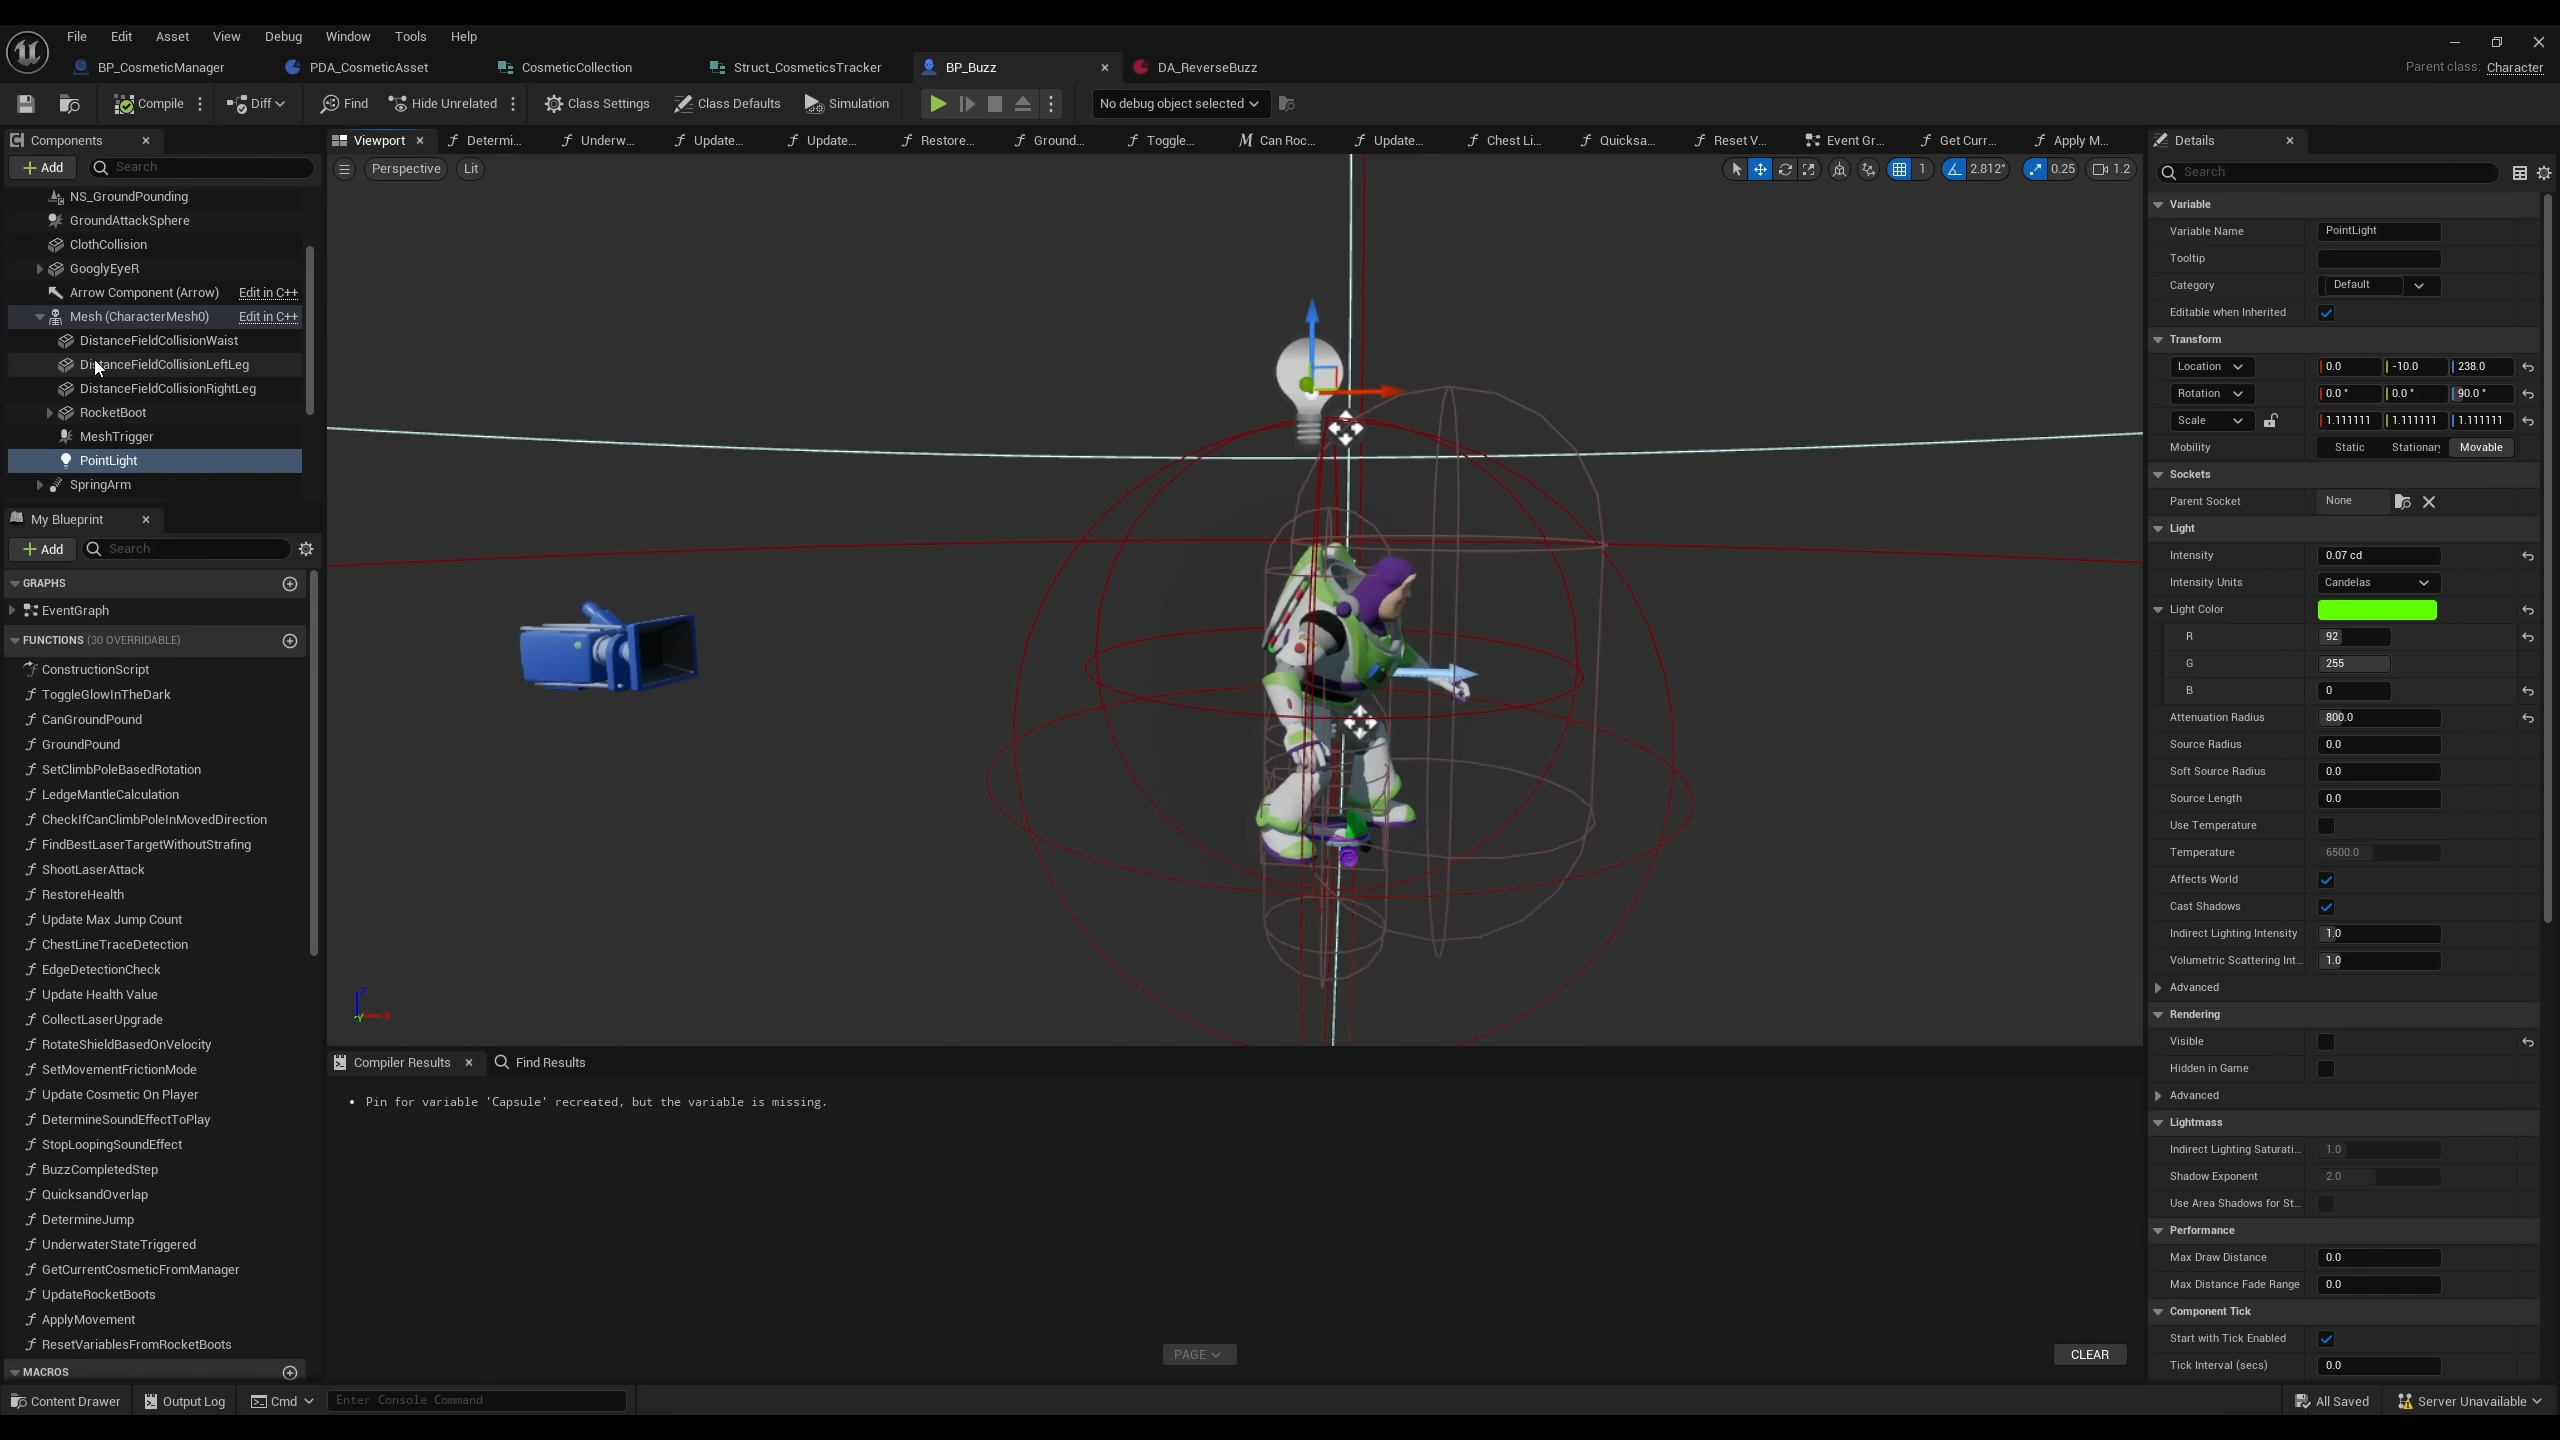 File Edit Asset View Debug Window Tools Help
BP_CosmeticManager PDA_CosmeticAsset CosmeticCollection Struct_CosmeticsTracker BP_Buzz DA_ReverseBuzz Parent class: Character
Compile Diff Find Hide Unrelated Class Settings Class Defaults Simulation No debug object selected
Components
Add Search
NS_GroundPounding
GroundAttackSphere
ClothCollision
GooglyEyeR
Arrow Component (Arrow) Edit in C++
Mesh (CharacterMesh0) Edit in C++
DistanceFieldCollisionWaist
DistanceFieldCollisionLeftLeg
DistanceFieldCollisionRightLeg
RocketBoot
MeshTrigger
PointLight
SpringArm
My Blueprint
Add Search
GRAPHS
EventGraph
FUNCTIONS (30 OVERRIDABLE)
ConstructionScript
ToggleGlowInTheDark
CanGroundPound
GroundPound
SetClimbPoleBasedRotation
LedgeMantleCalculation
CheckIfCanClimbPoleInMovedDirection
FindBestLaserTargetWithoutStrafing
ShootLaserAttack
RestoreHealth
Update Max Jump Count
ChestLineTraceDetection
EdgeDetectionCheck
Update Health Value
CollectLaserUpgrade
RotateShieldBasedOnVelocity
SetMovementFrictionMode
Update Cosmetic On Player
DetermineSoundEffectToPlay
StopLoopingSoundEffect
BuzzCompletedStep
QuicksandOverlap
DetermineJump
UnderwaterStateTriggered
GetCurrentCosmeticFromManager
UpdateRocketBoots
ApplyMovement
ResetVariablesFromRocketBoots
MACROS
Viewport Determi... Underw... Update... Update... Restore... Ground... Toggle... Can Roc... Update... Chest Li... Quicksa... Reset V... Event Gr... Get Curr... Apply M...
Perspective Lit 1 2.812° 0.25 1.2
Z
X
Y
Compiler Results Find Results
• Pin for variable 'Capsule' recreated, but the variable is missing.
PAGE CLEAR
Details
Search
Variable
Variable Name PointLight
Tooltip
Category Default
Editable when Inherited
Transform
Location 0.0 -10.0 238.0
Rotation 0.0 ° 0.0 ° 90.0 °
Scale 1.111111 1.111111 1.111111
Mobility Static Stationary Movable
Sockets
Parent Socket None
Light
Intensity 0.07 cd
Intensity Units Candelas
Light Color
R 92
G 255
B 0
Attenuation Radius 800.0
Source Radius 0.0
Soft Source Radius 0.0
Source Length 0.0
Use Temperature
Temperature 6500.0
Affects World
Cast Shadows
Indirect Lighting Intensity 1.0
Volumetric Scattering Int... 1.0
Advanced
Rendering
Visible
Hidden in Game
Advanced
Lightmass
Indirect Lighting Saturati... 1.0
Shadow Exponent 2.0
Use Area Shadows for St...
Performance
Max Draw Distance 0.0
Max Distance Fade Range 0.0
Component Tick
Start with Tick Enabled
Tick Interval (secs) 0.0
Content Drawer Output Log Cmd Enter Console Command All Saved Server Unavailable